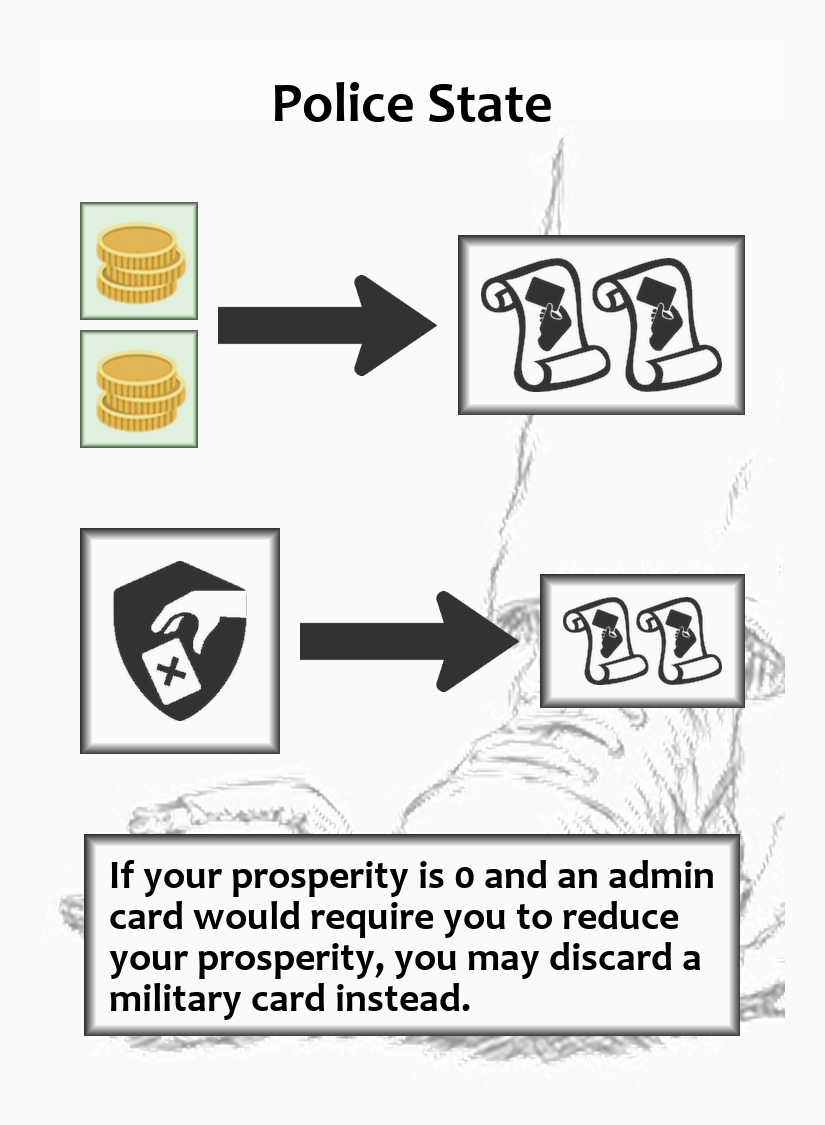 Police State
If your prosperity is 0 and an admin
card would require you to reduce
your prosperity, you may discard a
military card instead.